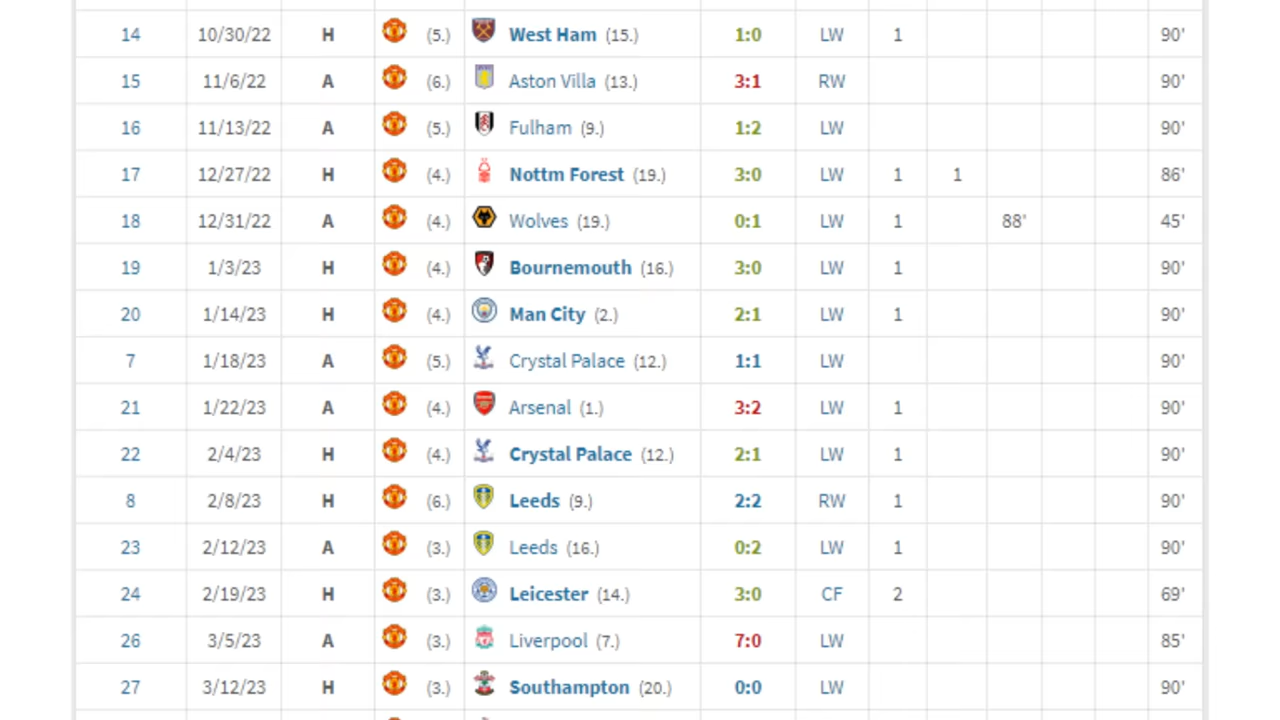 14 10/30/22 H (5.) West Ham (15.) 1:0 LW 1 90'
15 11/6/22 A (6.) Aston Villa (13.) 3:1 RW 90'
16 11/13/22 A (5.) Fulham (9.) 1:2 LW 90'
17 12/27/22 H (4.) Nottm Forest (19.) 3:0 LW 1 1 86'
18 12/31/22 A (4.) Wolves (19.) 0:1 LW 1 88' 45'
19 1/3/23 H (4.) Bournemouth (16.) 3:0 LW 1 90'
20 1/14/23 H (4.) Man City (2.) 2:1 LW 1 90'
7 1/18/23 A (5.) Crystal Palace (12.) 1:1 LW 90'
21 1/22/23 A (4.) Arsenal (1.) 3:2 LW 1 90'
22 2/4/23 H (4.) Crystal Palace (12.) 2:1 LW 1 90'
8 2/8/23 H (6.) Leeds (9.) 2:2 RW 1 90'
23 2/12/23 A (3.) Leeds (16.) 0:2 LW 1 90'
24 2/19/23 H (3.) Leicester (14.) 3:0 CF 2 69'
26 3/5/23 A (3.) Liverpool (7.) 7:0 LW 85'
27 3/12/23 H (3.) Southampton (20.) 0:0 LW 90'